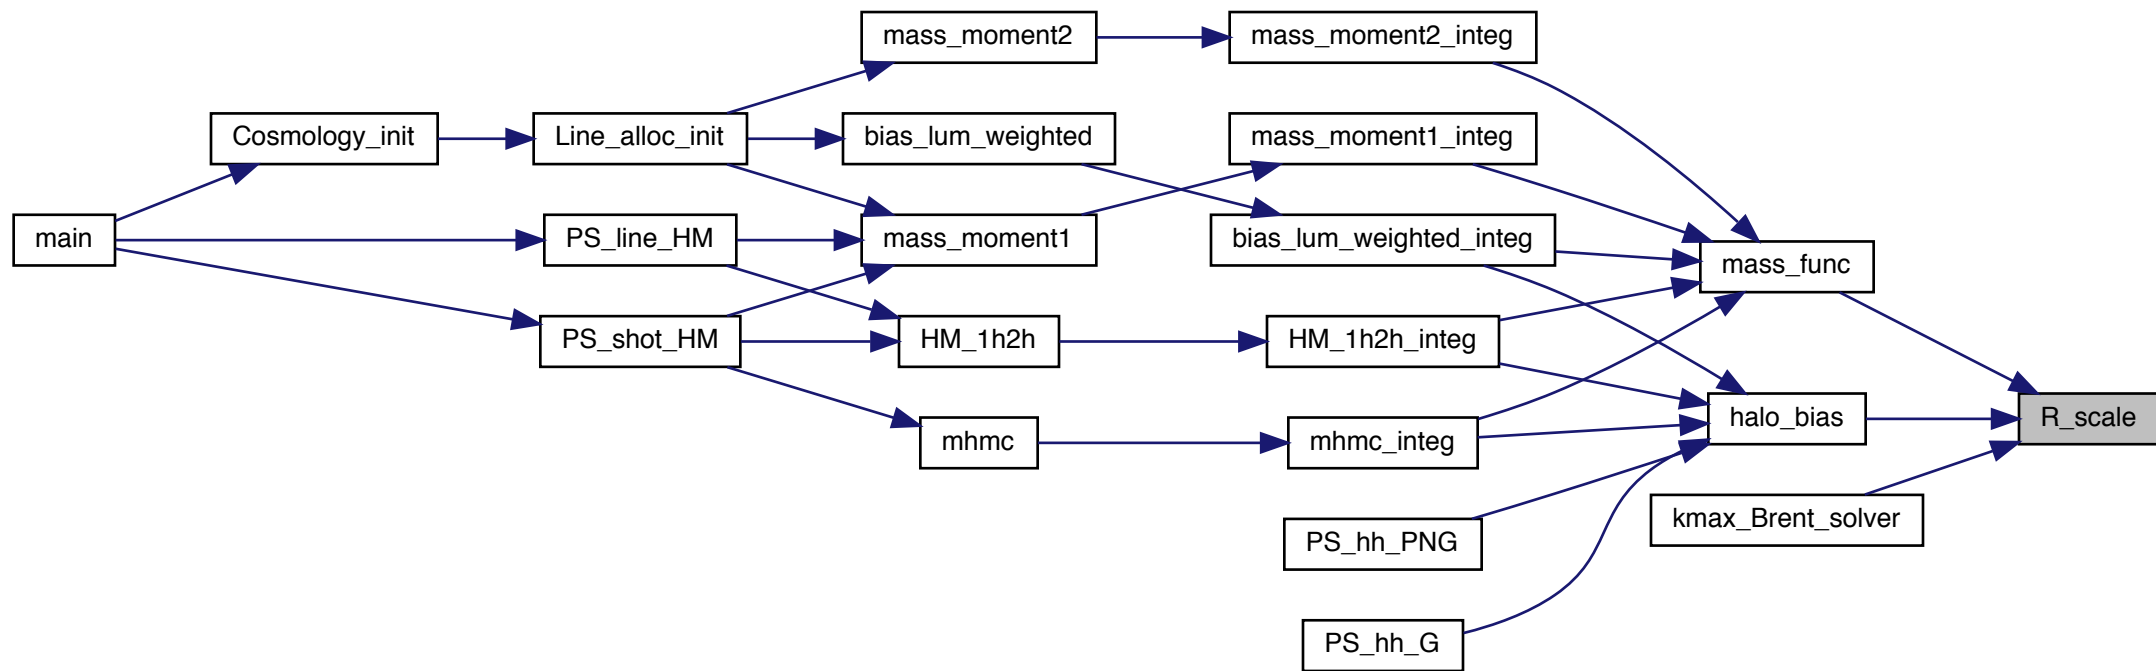 mass_moment2
mass_moment2_integ
Cosmology_init
Line_alloc_init
bias_lum_weighted
mass_moment1_integ
main
PS_line_HM
mass_moment1
bias_lum_weighted_integ
mass_func
PS_shot_HM
HM_1h2h
HM_1h2h_integ
halo_bias
R_scale
mhmc
mhmc_integ
kmax_Brent_solver
PS_hh_PNG
PS_hh_G